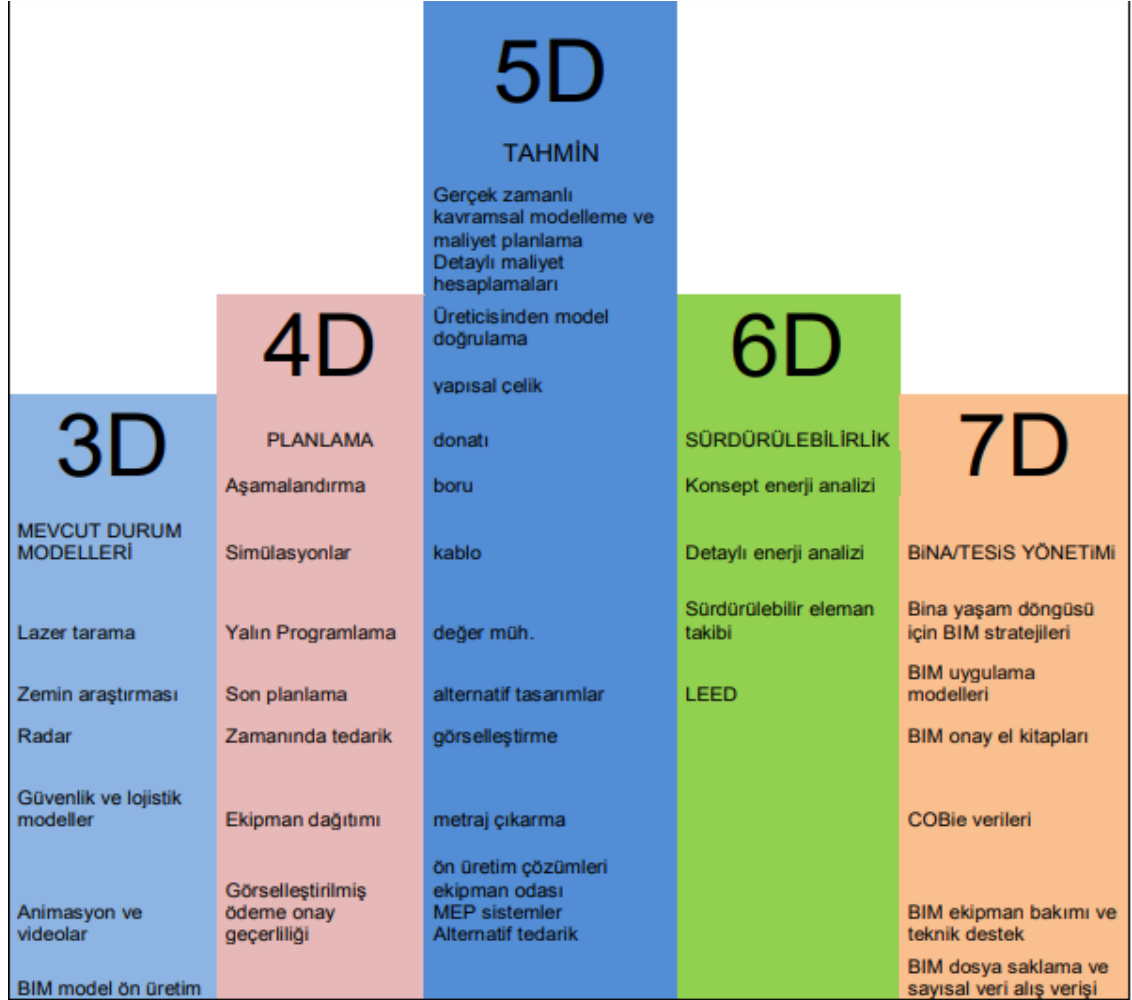 3D
MEVCUT DURUM
MODELLERİ
Lazer tarama
Zemin araştırması
Radar
Güvenlik ve lojistik
modeller
Animasyon ve
videolar
BIM model ön üretim
4D
PLANLAMA
Aşamalandırma
Simülasyonlar
Yalın Programlama
Son planlama
Zamanında tedarik
Ekipman dağıtımı
Görselleştirilmiş
ödeme onay
geçerliliği
5D
TAHMİN
Gerçek zamanlı
kavramsal modelleme ve
maliyet planlama
Detaylı maliyet
hesaplamaları
Üreticisinden model
doğrulama
yapısal çelik
donatı
boru
kablo
değer müh.
alternatif tasarımlar
görselleştirme
metraj çıkarma
ön üretim çözümleri
ekipman odası
MEP sistemler
Alternatif tedarik
6D
SÜRDÜRÜLEBİLİRLİK
Konsept enerji analizi
Detaylı enerji analizi
Sürdürülebilir eleman
takibi
LEED
7D
BiNA/TESiS YÖNETiMi
Bina yaşam döngüsü
için BIM stratejileri
BIM uygulama
modelleri
BIM onay el kitapları
COBie verileri
BIM ekipman bakımı ve
teknik destek
BIM dosya saklama ve
sayısal veri alış verişi